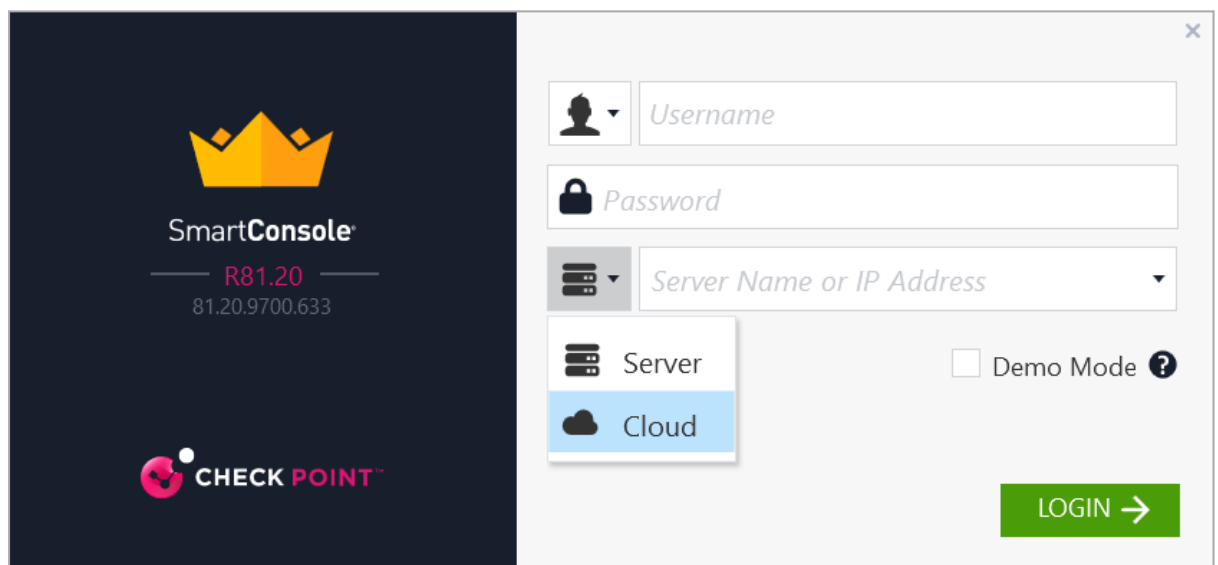 SmartConsole®
R81.20
81.20.9700.633
CHECK POINT™
Username
Password
Server Name or IP Address
Server
Cloud
Demo Mode ?
LOGIN